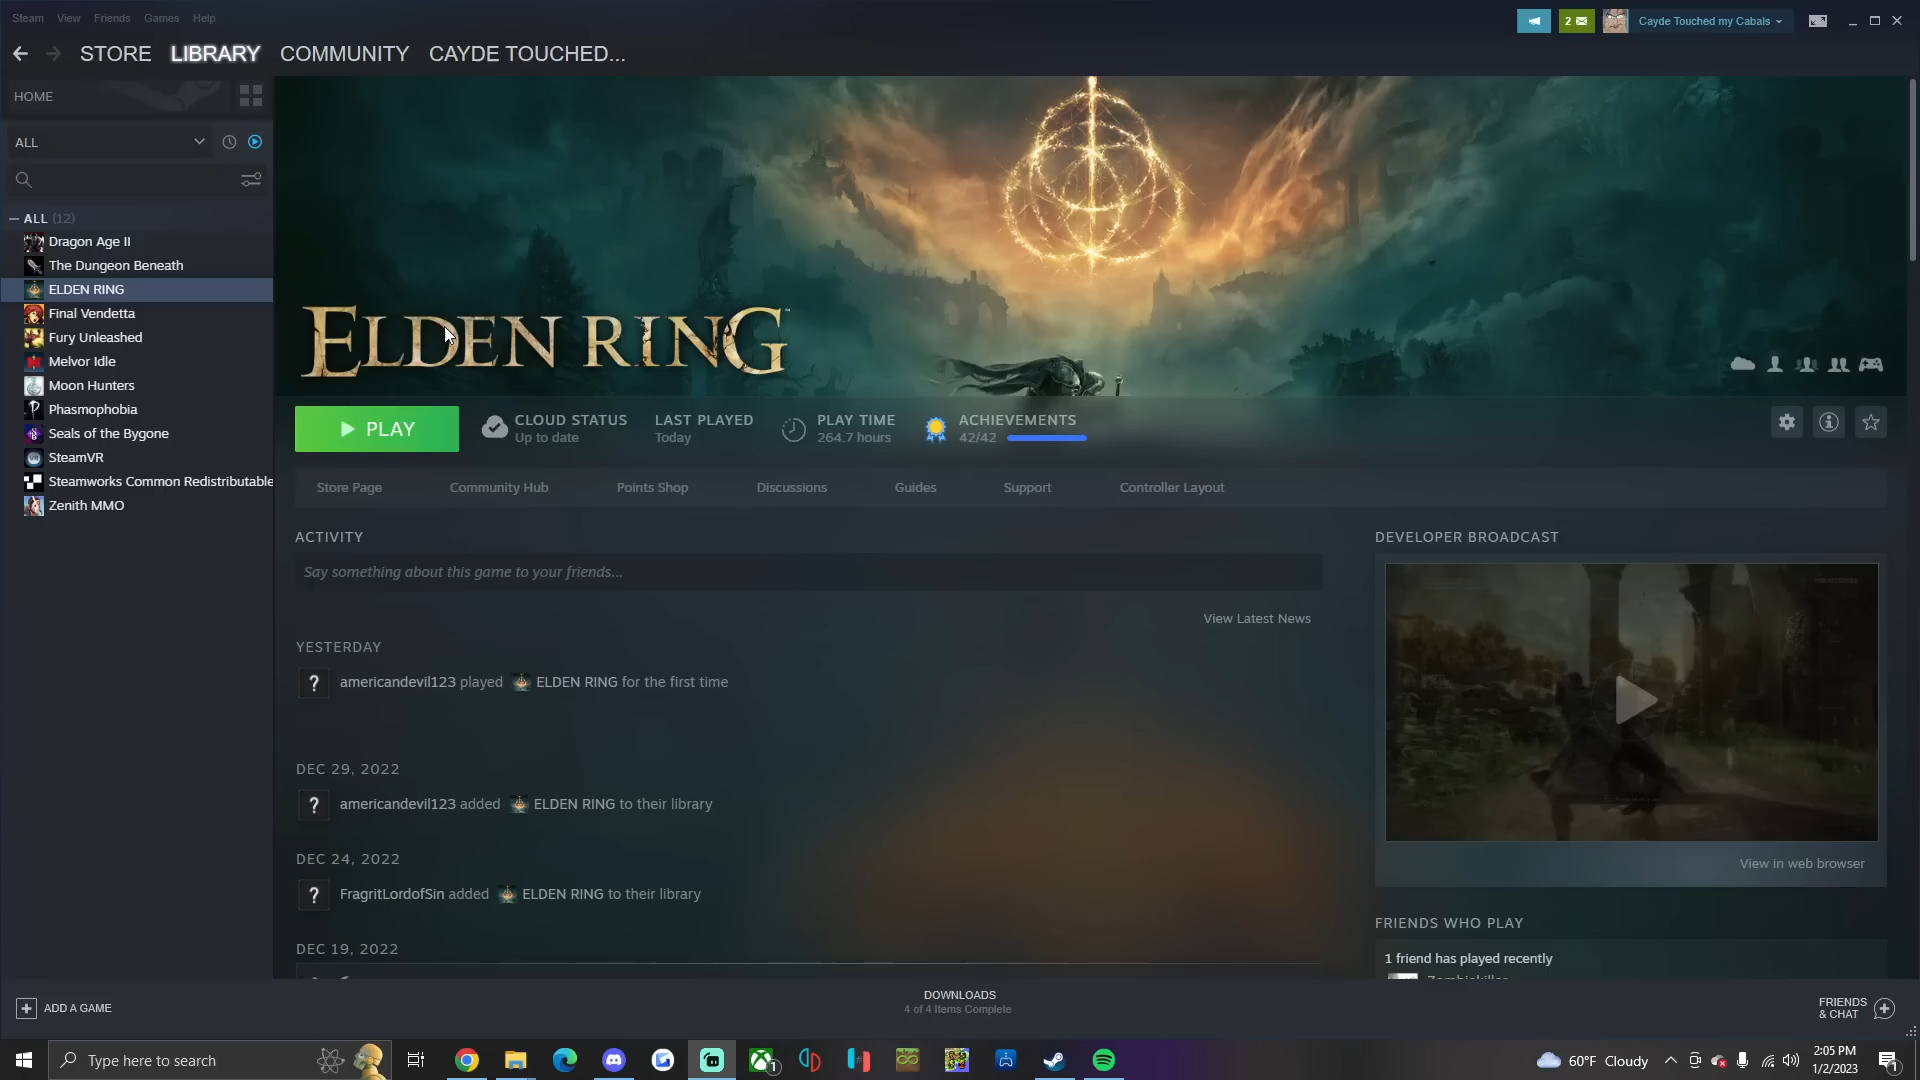 Steam View Friends Games Help
2
Cayde Touched my Cabals
STORE LIBRARY COMMUNITY CAYDE TOUCHED...
HOME
ALL
— ALL (12)
Dragon Age II
The Dungeon Beneath
ELDEN RING
Final Vendetta
Fury Unleashed
Melvor Idle
Moon Hunters
Phasmophobia
Seals of the Bygone
SteamVR
Steamworks Common Redistributable
Zenith MMO
ELDEN RING
PLAY
CLOUD STATUS
Up to date
LAST PLAYED
Today
PLAY TIME
264.7 hours
ACHIEVEMENTS
42/42
Store Page Community Hub Points Shop Discussions Guides Support Controller Layout
ACTIVITY
Say something about this game to your friends...
View Latest News
YESTERDAY
? americandevil123 played ELDEN RING for the first time
DEC 29, 2022
? americandevil123 added ELDEN RING to their library
DEC 24, 2022
? FragritLordofSin added ELDEN RING to their library
DEC 19, 2022
DEVELOPER BROADCAST
View in web browser
FRIENDS WHO PLAY
1 friend has played recently
ADD A GAME
DOWNLOADS
4 of 4 Items Complete
FRIENDS
& CHAT
Type here to search
1
60°F Cloudy
2:05 PM
1/2/2023
1